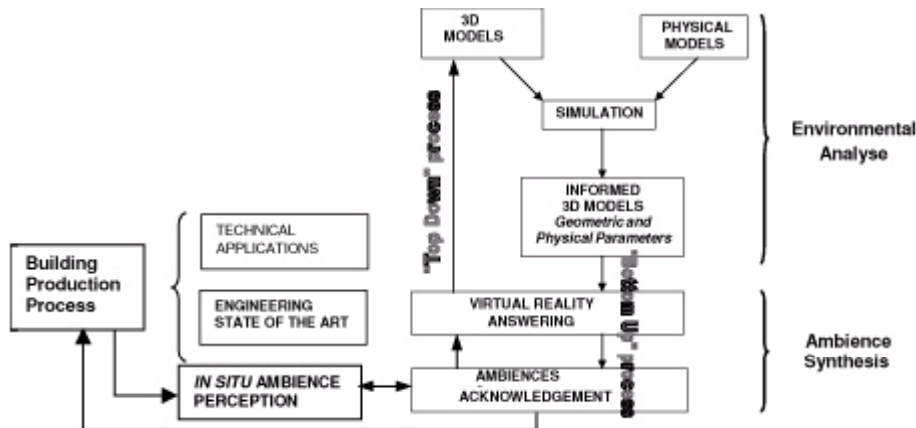 3D
MODELS
PHYSICAL
MODELS
SIMULATION
Environmental
Analyse
"Top Down" process
INFORMED
3D MODELS
Geometric and
Physical Parameters
TECHNICAL
APPLICATIONS
Building
Production
Process
ENGINEERING
STATE OF THE ART
VIRTUAL REALITY
ANSWERING
"Bottom Up" process
Ambience
Synthesis
IN SITU AMBIENCE
PERCEPTION
AMBIENCES
ACKNOWLEDGEMENT